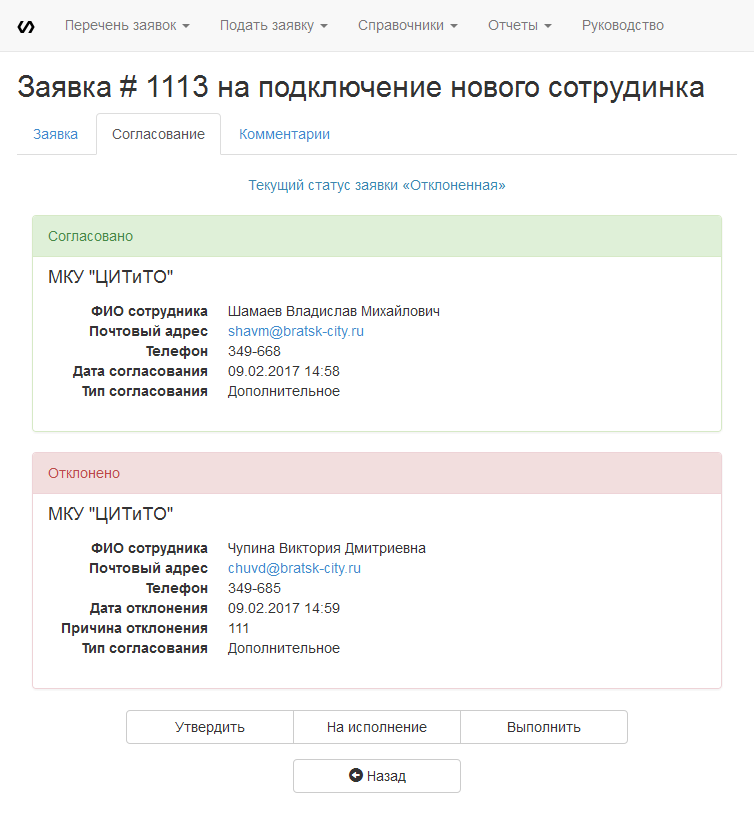 Перечень заявок Подать заявку Справочники Отчеты Руководство
Заявка # 1113 на подключение нового сотрудинка
Заявка Согласование Комментарии
Текущий статус заявки «Отклоненная»
Согласовано
МКУ "ЦИТиТО"
ФИО сотрудника Шамаев Владислав Михайлович
Почтовый адрес shavm@bratsk-city.ru
Телефон 349-668
Дата согласования 09.02.2017 14:58
Тип согласования Дополнительное
Отклонено
МКУ "ЦИТиТО"
ФИО сотрудника Чупина Виктория Дмитриевна
Почтовый адрес chuvd@bratsk-city.ru
Телефон 349-685
Дата отклонения 09.02.2017 14:59
Причина отклонения 111
Тип согласования Дополнительное
Утвердить На исполнение Выполнить
Назад